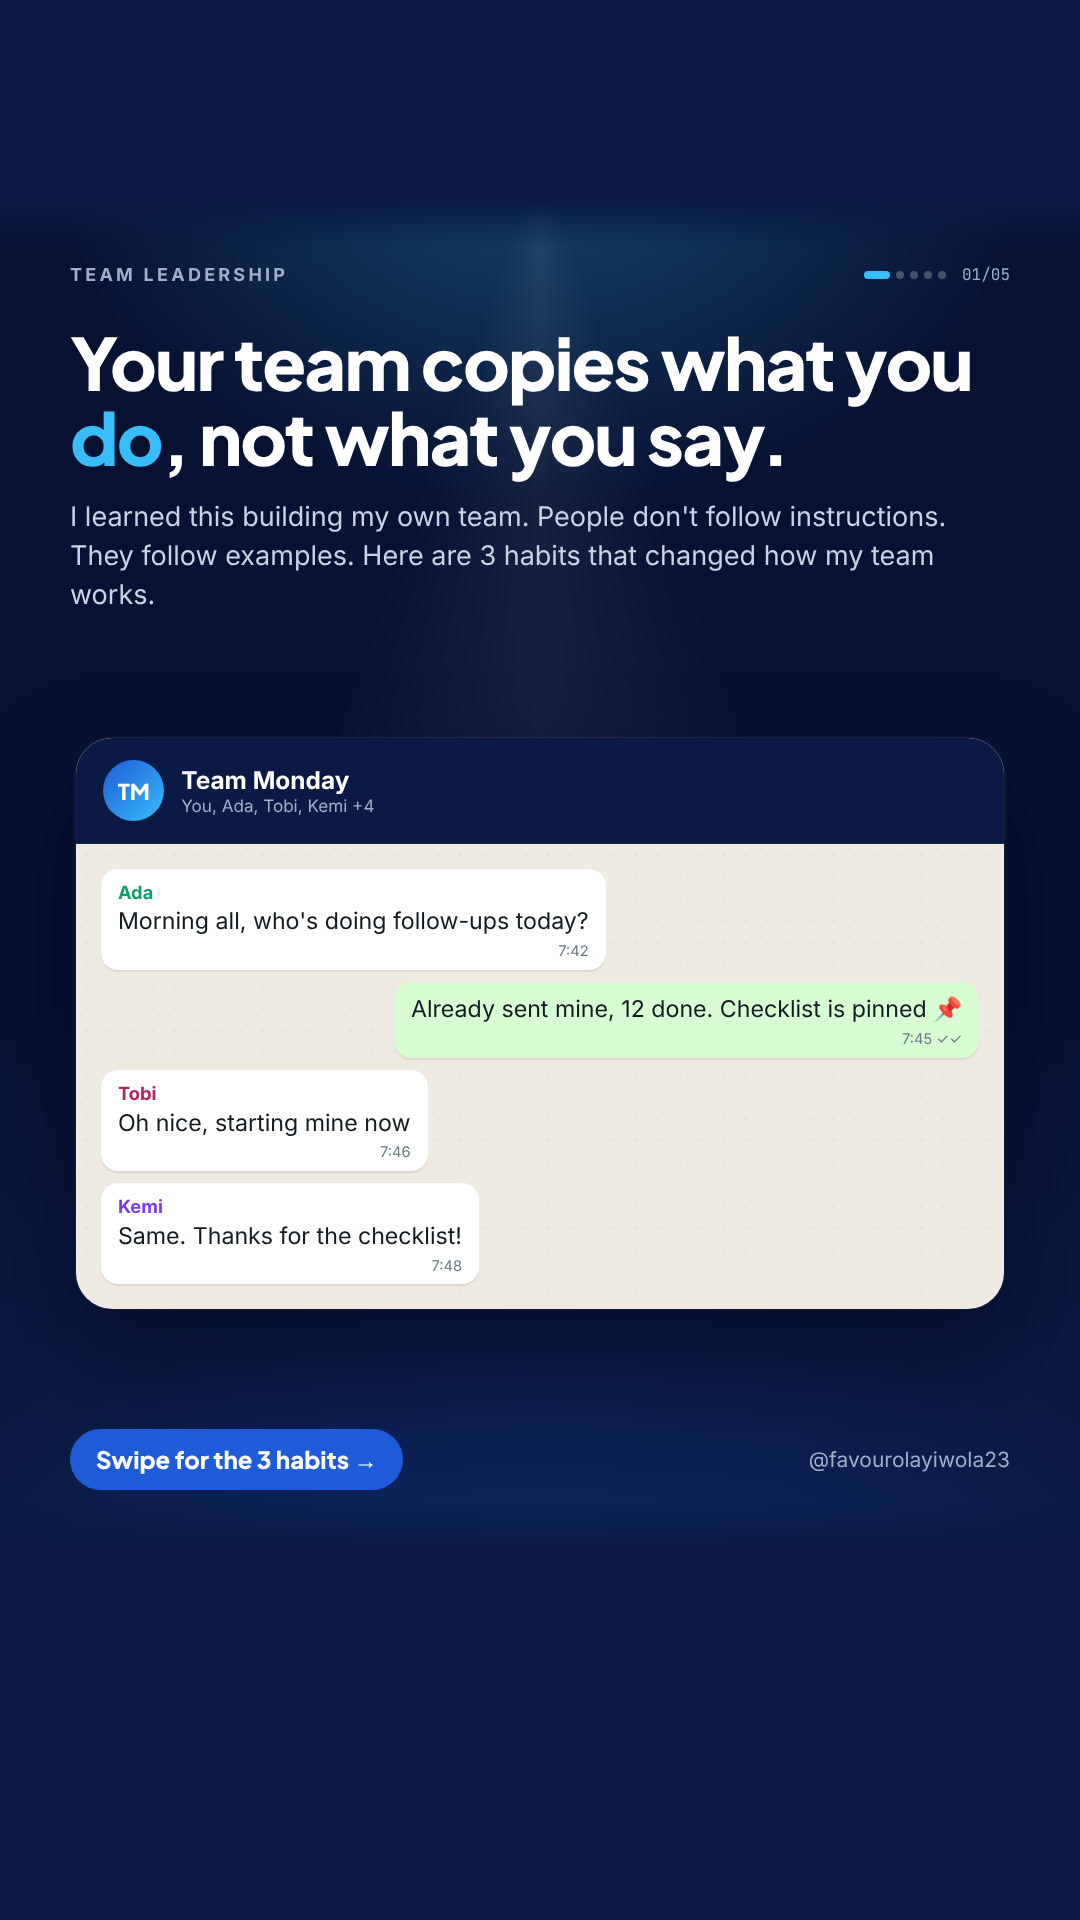 TEAM LEADERSHIP
01/05
Your team copies what you
do, not what you say.
I learned this building my own team. People don't follow instructions.
They follow examples. Here are 3 habits that changed how my team
works.
TM
Team Monday
You, Ada, Tobi, Kemi +4
Ada
Morning all, who's doing follow-ups today?
7:42
Already sent mine, 12 done. Checklist is pinned 📌
7:45 ✓✓
Tobi
Oh nice, starting mine now
7:46
Kemi
Same. Thanks for the checklist!
7:48
Swipe for the 3 habits →
@favourolayiwola23